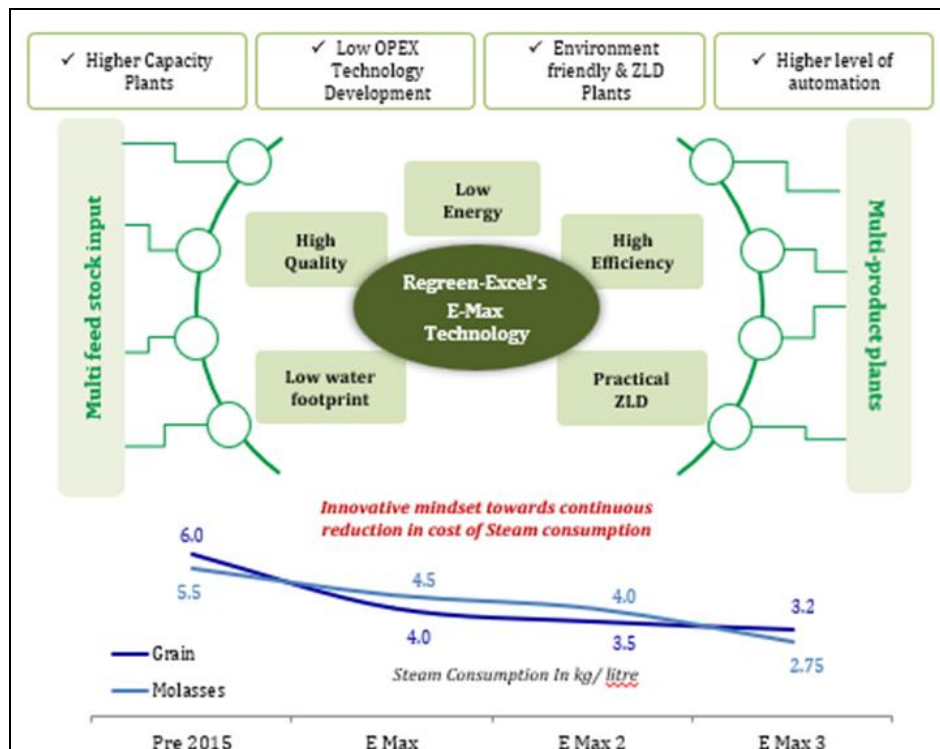 ✓ Higher Capacity
Plants
✓ Low OPEX
Technology
Development
✓ Environment
friendly & ZLD
Plants
✓ Higher level of
automation
Multi feed stock input
Low
Energy
High
Quality
High
Efficiency
Regreen-Excel's
E-Max
Technology
Low water
footprint
Practical
ZLD
Multi-product plants
Innovative mindset towards continuous
reduction in cost of Steam consumption
6.0
5.5
4.5
4.0
4.0
3.5
3.2
2.75
Grain
Molasses
Steam Consumption In kg/ litre
Pre 2015
E Max
E Max 2
E Max 3